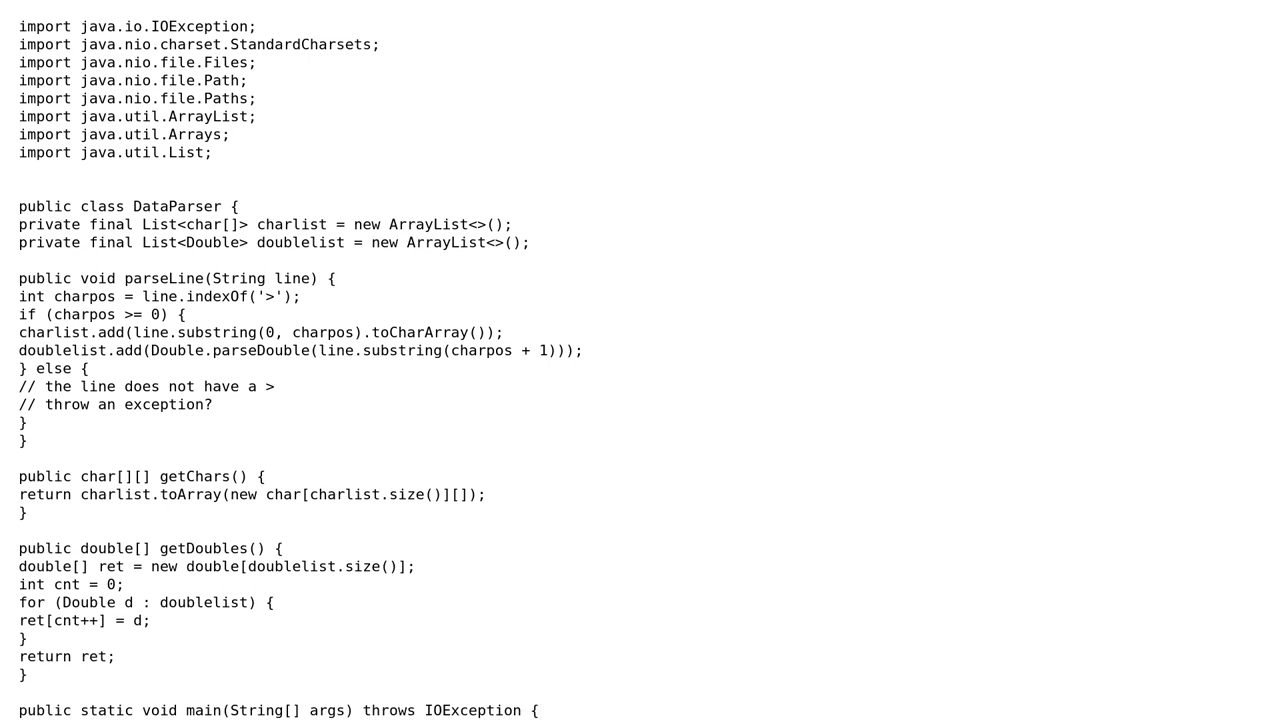 import java.io.IOException;
import java.nio.charset.StandardCharsets;
import java.nio.file.Files;
import java.nio.file.Path;
import java.nio.file.Paths;
import java.util.ArrayList;
import java.util.Arrays;
import java.util.List;
public class DataParser {
private final List<char[]> charlist = new ArrayList<>();
private final List<Double> doublelist = new ArrayList<>();
public void parseLine(String line) {
int charpos = line.indexOf('>');
if (charpos >= 0) {
charlist.add(line.substring(0, charpos).toCharArray());
doublelist.add(Double.parseDouble(line.substring(charpos + 1)));
} else {
// the line does not have a >
// throw an exception?
}
}
public char[][] getChars() {
return charlist.toArray(new char[charlist.size()][]);
}
public double[] getDoubles() {
double[] ret = new double[doublelist.size()];
int cnt = 0;
for (Double d : doublelist) {
ret[cnt++] = d;
}
return ret;
}
public static void main(String[] args) throws IOException {